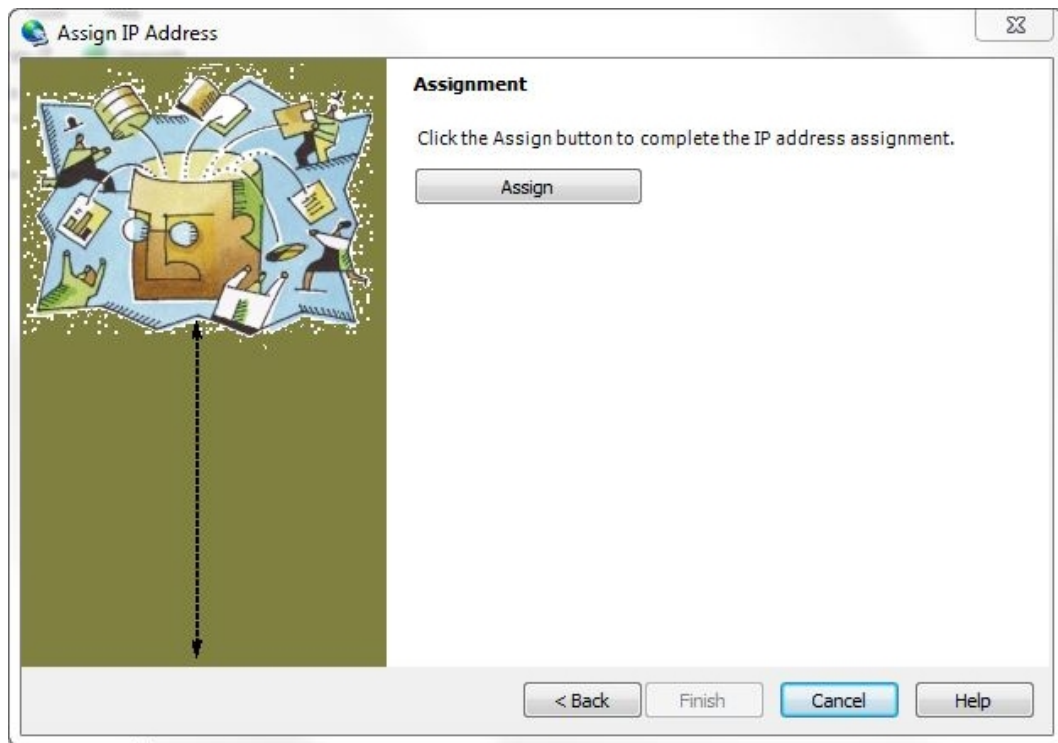 Assign IP Address
Assignment
Click the Assign button to complete the IP address assignment.
Assign
< Back
Finish
Cancel
Help